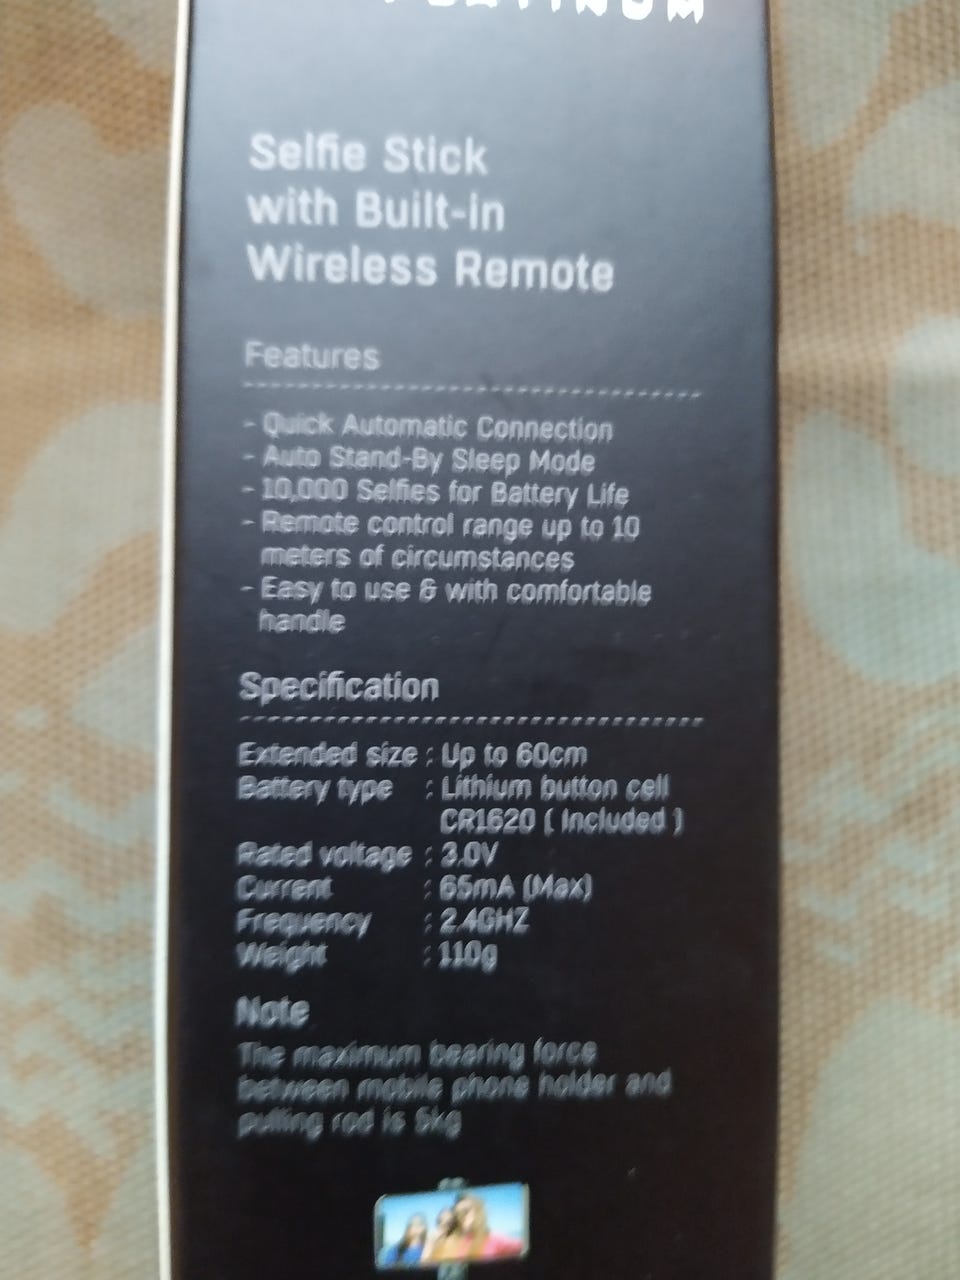 PLATINUM
Selfie Stick
with Built-in
Wireless Remote
Features
- Quick Automatic Connection
- Auto Stand-By Sleep Mode
- 10,000 Selfies for Battery Life
- Remote control range up to 10
meters of circumstances
- Easy to use & with comfortable
handle
Specification
Extended size : Up to 60cm
Battery type : Lithium button cell
CR1620 ( Included )
Rated voltage : 3.0V
Current : 65mA (Max)
Frequency : 2.4GHZ
Weight : 110g
Note
The maximum bearing force
between mobile phone holder and
pulling rod is 5kg